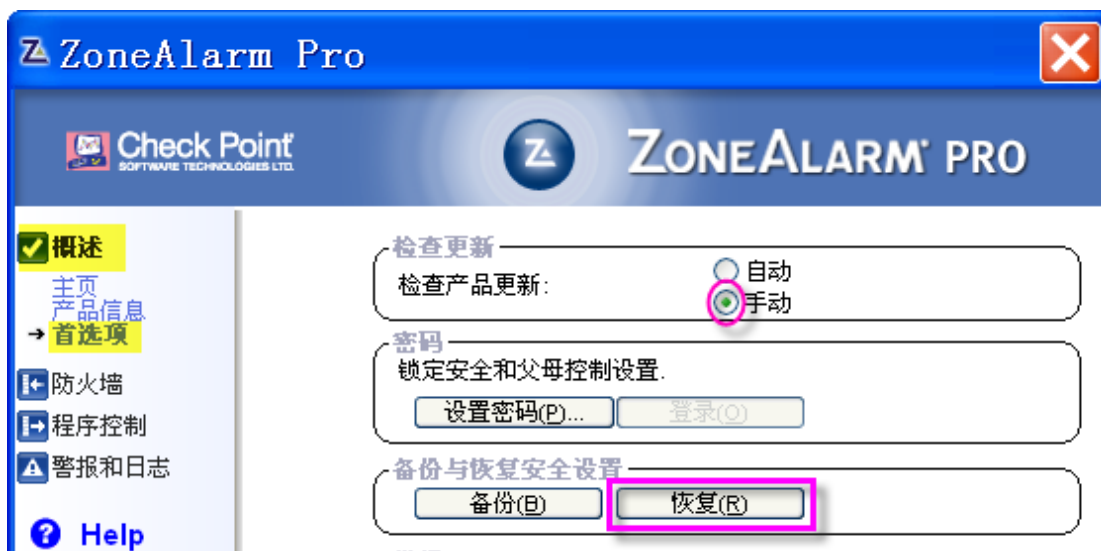 ZoneAlarm Pro
Check Point
SOFTWARE TECHNOLOGIES LTD.
ZONEALARM PRO
概述
主页
产品信息
首选项
防火墙
程序控制
警报和日志
Help
检查更新
检查产品更新:
自动
手动
密码
锁定安全和父母控制设置.
设置密码(P)...
登录(O)
备份与恢复安全设置
备份(B)
恢复(R)